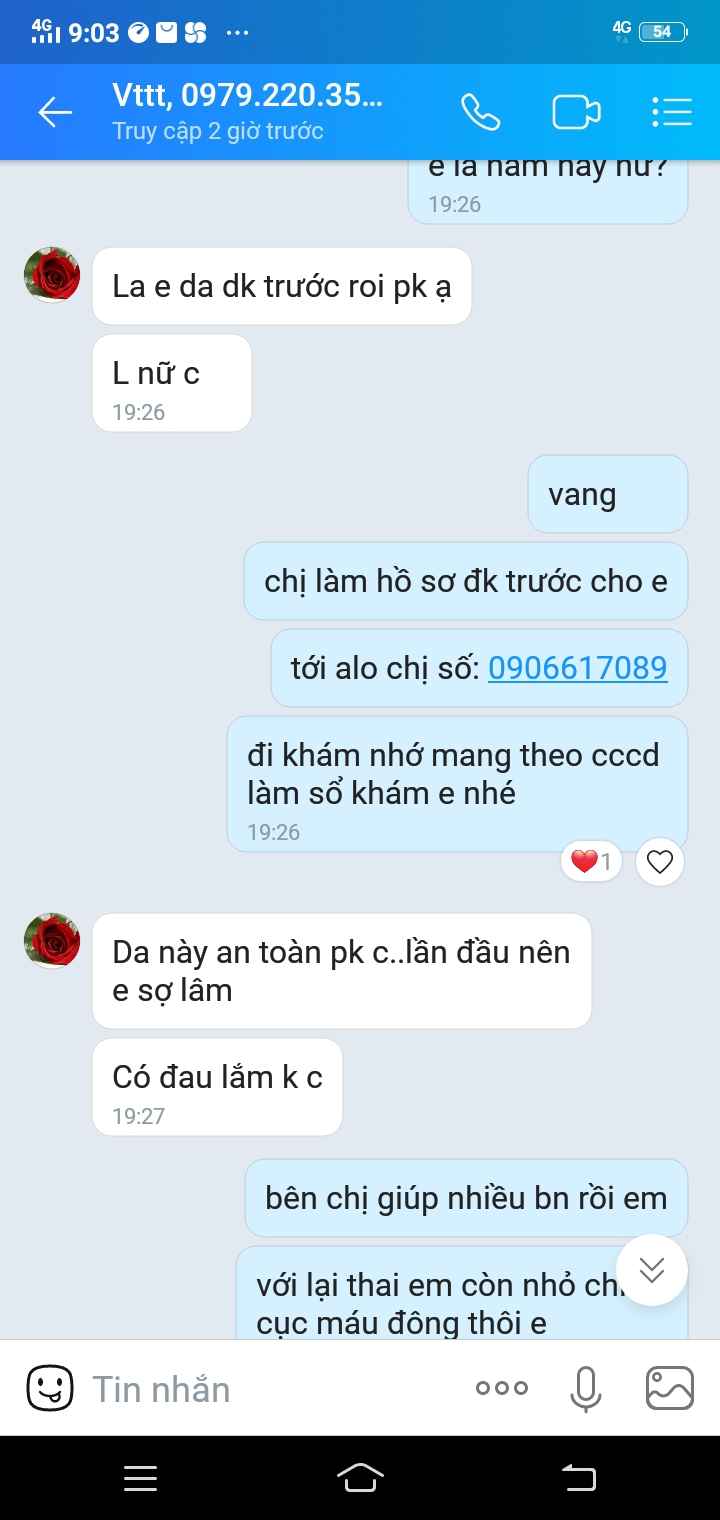 4G 9:03 ... 4G 54
Vttt, 0979.220.35...
Truy cập 2 giờ trước
e là nam hay nữ?
19:26
La e da dk trước roi pk ạ
L nữ c
19:26
vang
chị làm hồ sơ đk trước cho e
tới alo chị số: 0906617089
đi khám nhớ mang theo cccd
làm sổ khám e nhé
19:26
1
Da này an toàn pk c..lần đầu nên
e sợ lâm
Có đau lắm k c
19:27
bên chị giúp nhiều bn rồi em
với lại thai em còn nhỏ
cục máu đông thôi e
Tin nhắn